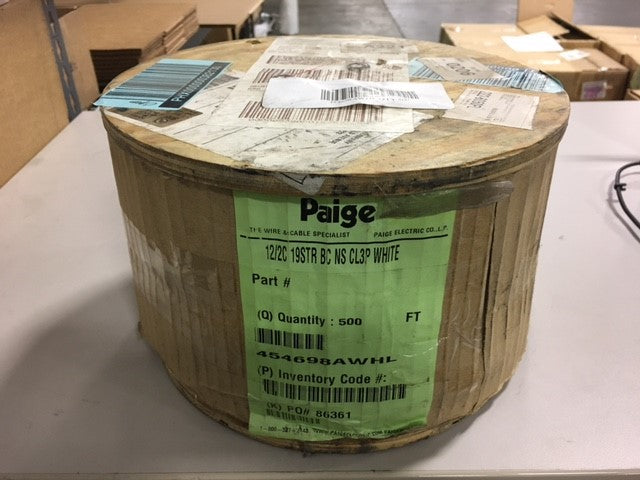 Paige
THE WIRE & CABLE SPECIALIST PAIGE ELECTRIC CO., L.P.
12/2C 19STR BC NS CL3P WHITE
Part #
(Q) Quantity : 500 FT
454698AWHL
(P) Inventory Code #:
(K) PO# 86361